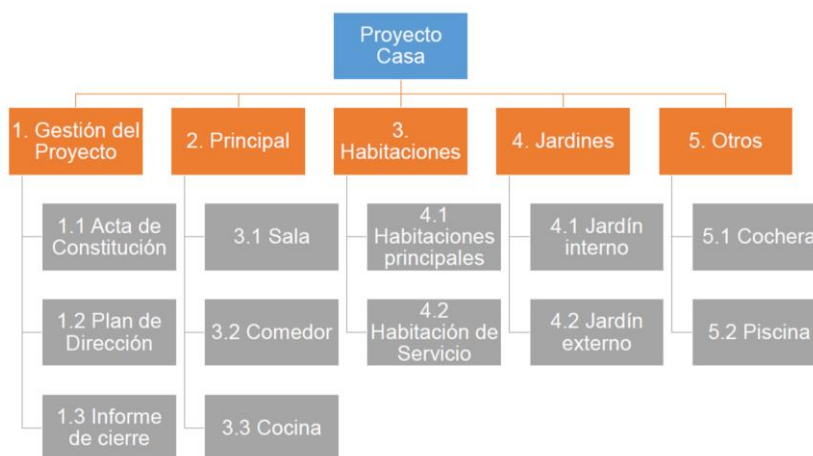 Proyecto
Casa
1. Gestión del
Proyecto
2. Principal
3.
Habitaciones
4. Jardines
5. Otros
1.1 Acta de
Constitución
1.2 Plan de
Dirección
1.3 Informe
de cierre
3.1 Sala
3.2 Comedor
3.3 Cocina
4.1
Habitaciones
principales
4.2
Habitación de
Servicio
4.1 Jardín
interno
4.2 Jardín
externo
5.1 Cochera
5.2 Piscina